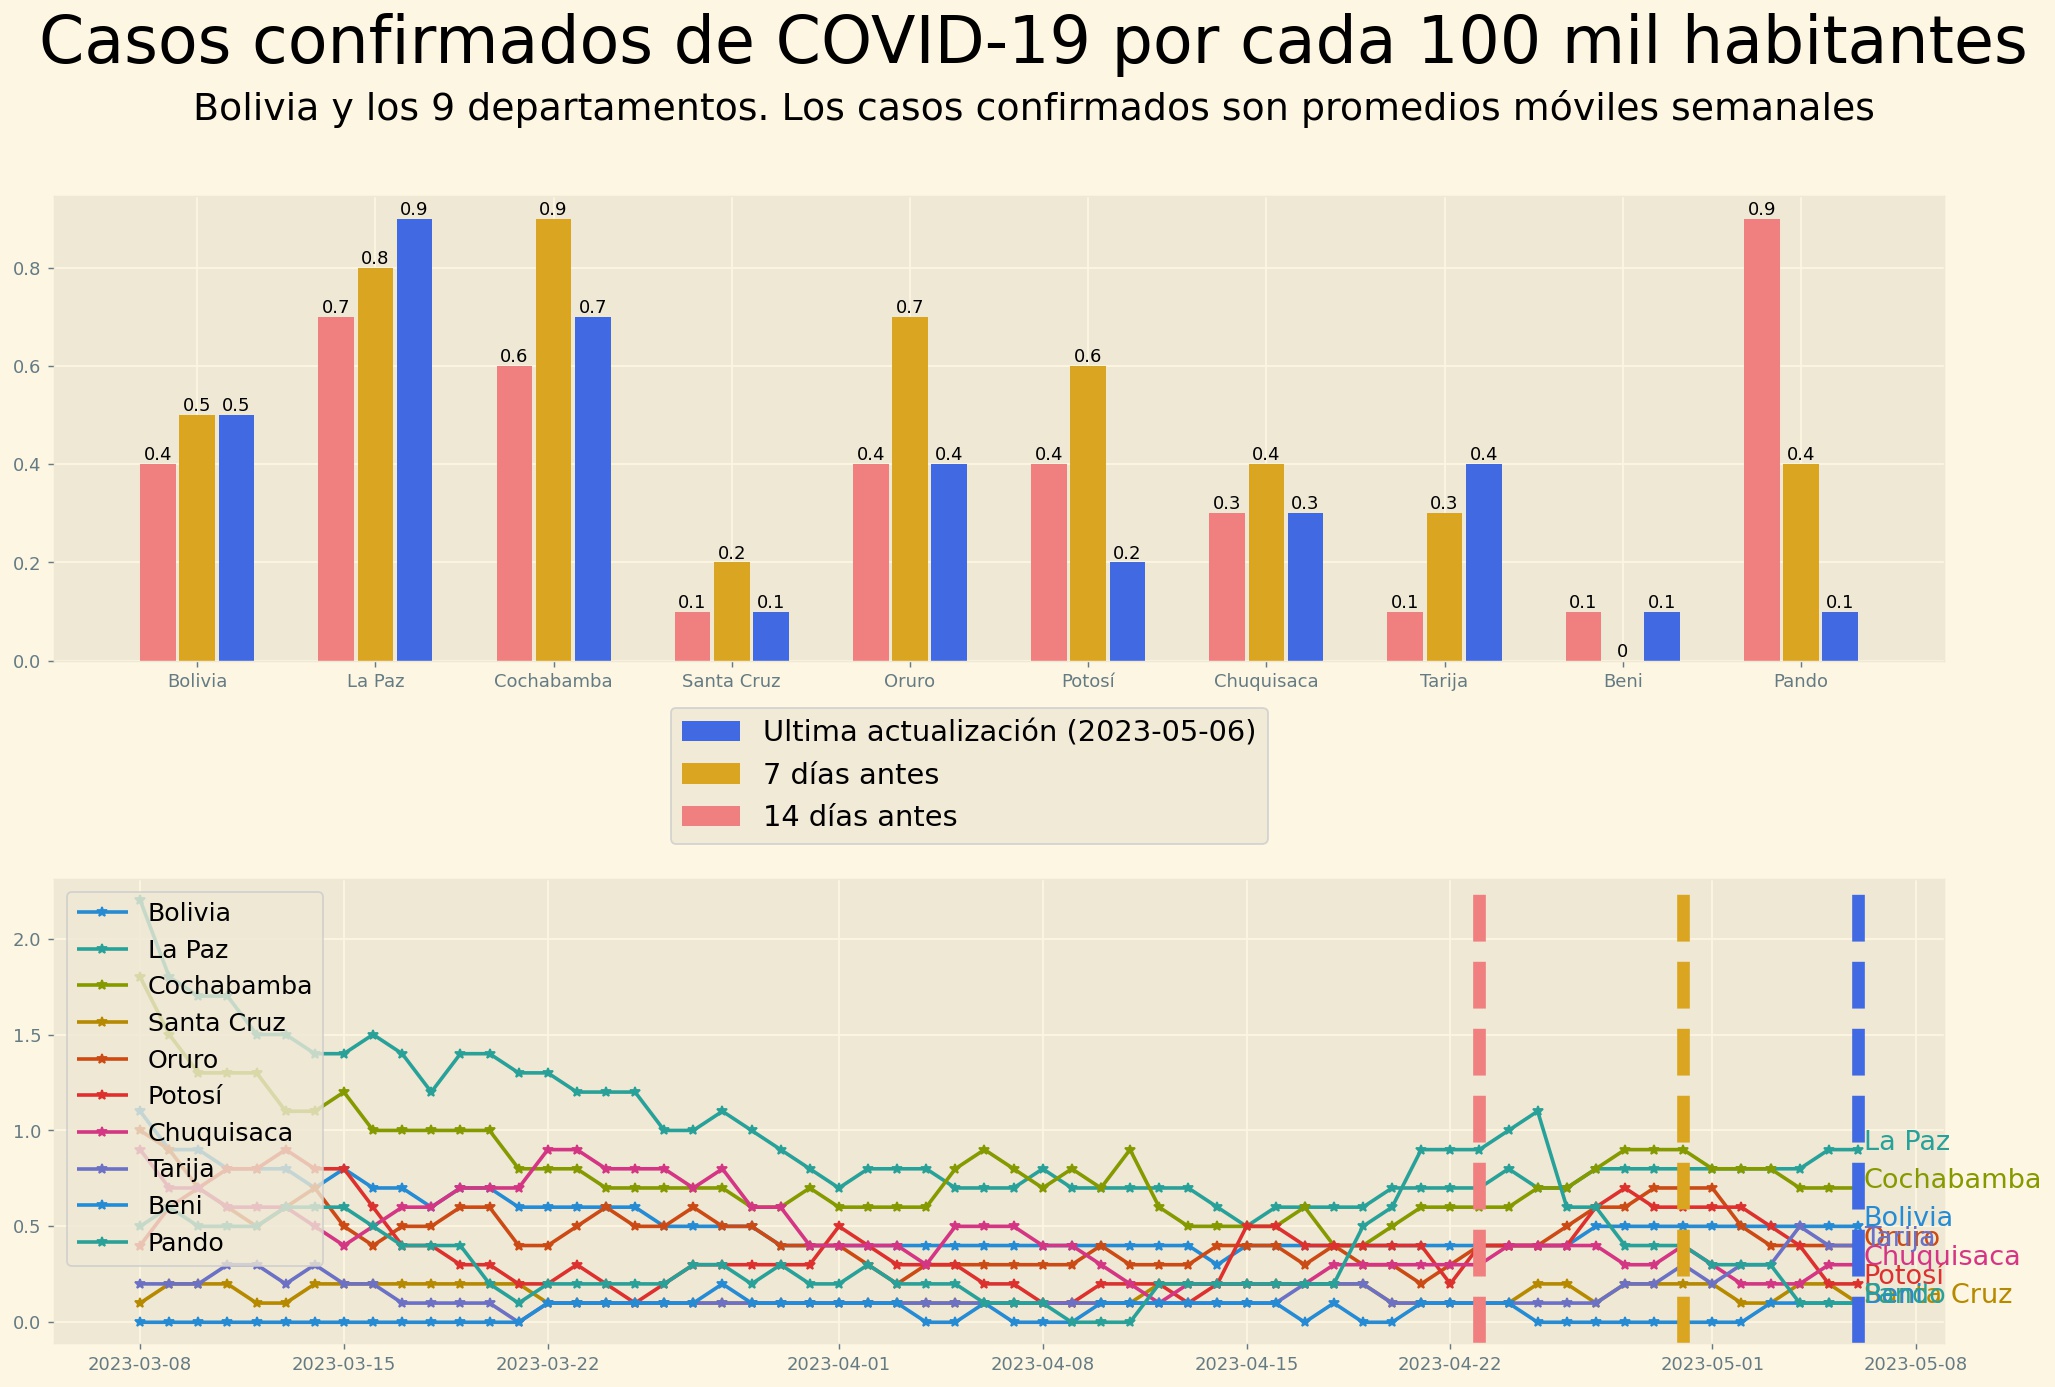 Casos confirmados de COVID-19 por cada 100 mil habitantes
Bolivia y los 9 departamentos. Los casos confirmados son promedios móviles semanales
0.8
0.6
0.4
0.2
0.0
0.4 0.5 0.5
0.7 0.8 0.9
0.6 0.9 0.7
0.1 0.2 0.1
0.4 0.7 0.4
0.4 0.6 0.2
0.3 0.4 0.3
0.1 0.3 0.4
0.1 0 0.1
0.9 0.4 0.1
Bolivia La Paz Cochabamba Santa Cruz Oruro Potosí Chuquisaca Tarija Beni Pando
Ultima actualización (2023-05-06)
7 días antes
14 días antes
2.0
1.5
1.0
0.5
0.0
Bolivia
La Paz
Cochabamba
Santa Cruz
Oruro
Potosí
Chuquisaca
Tarija
Beni
Pando
La Paz
Cochabamba
Bolivia
Oruro
Tarija
Chuquisaca
Potosí
Santa Cruz
Beni
Pando
2023-03-08 2023-03-15 2023-03-22 2023-04-01 2023-04-08 2023-04-15 2023-04-22 2023-05-01 2023-05-08